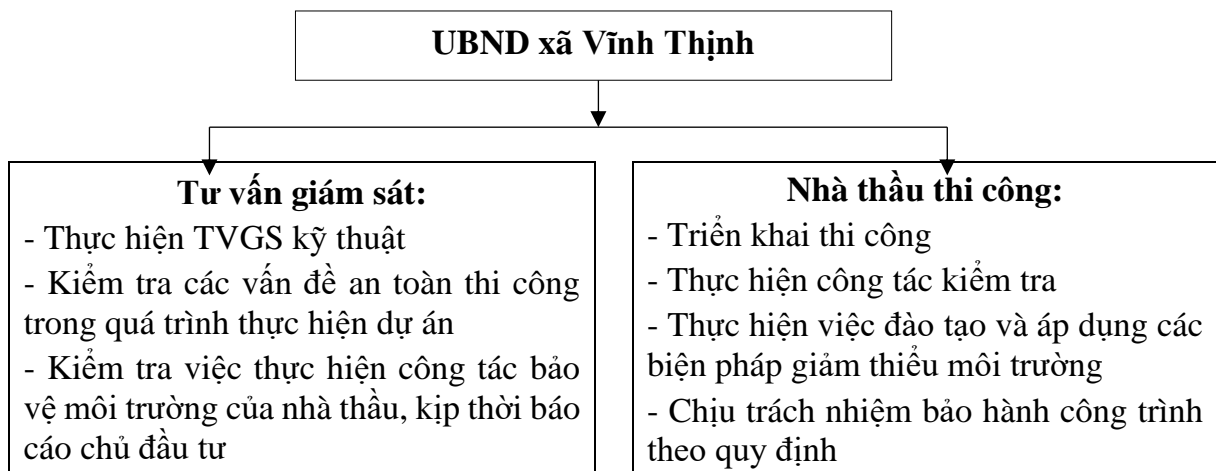 UBND xã Vĩnh Thịnh
Tư vấn giám sát:
- Thực hiện TVGS kỹ thuật
- Kiểm tra các vấn đề an toàn thi công
trong quá trình thực hiện dự án
- Kiểm tra việc thực hiện công tác bảo
vệ môi trường của nhà thầu, kịp thời báo
cáo chủ đầu tư
Nhà thầu thi công:
- Triển khai thi công
- Thực hiện công tác kiểm tra
- Thực hiện việc đào tạo và áp dụng các
biện pháp giảm thiểu môi trường
- Chịu trách nhiệm bảo hành công trình
theo quy định